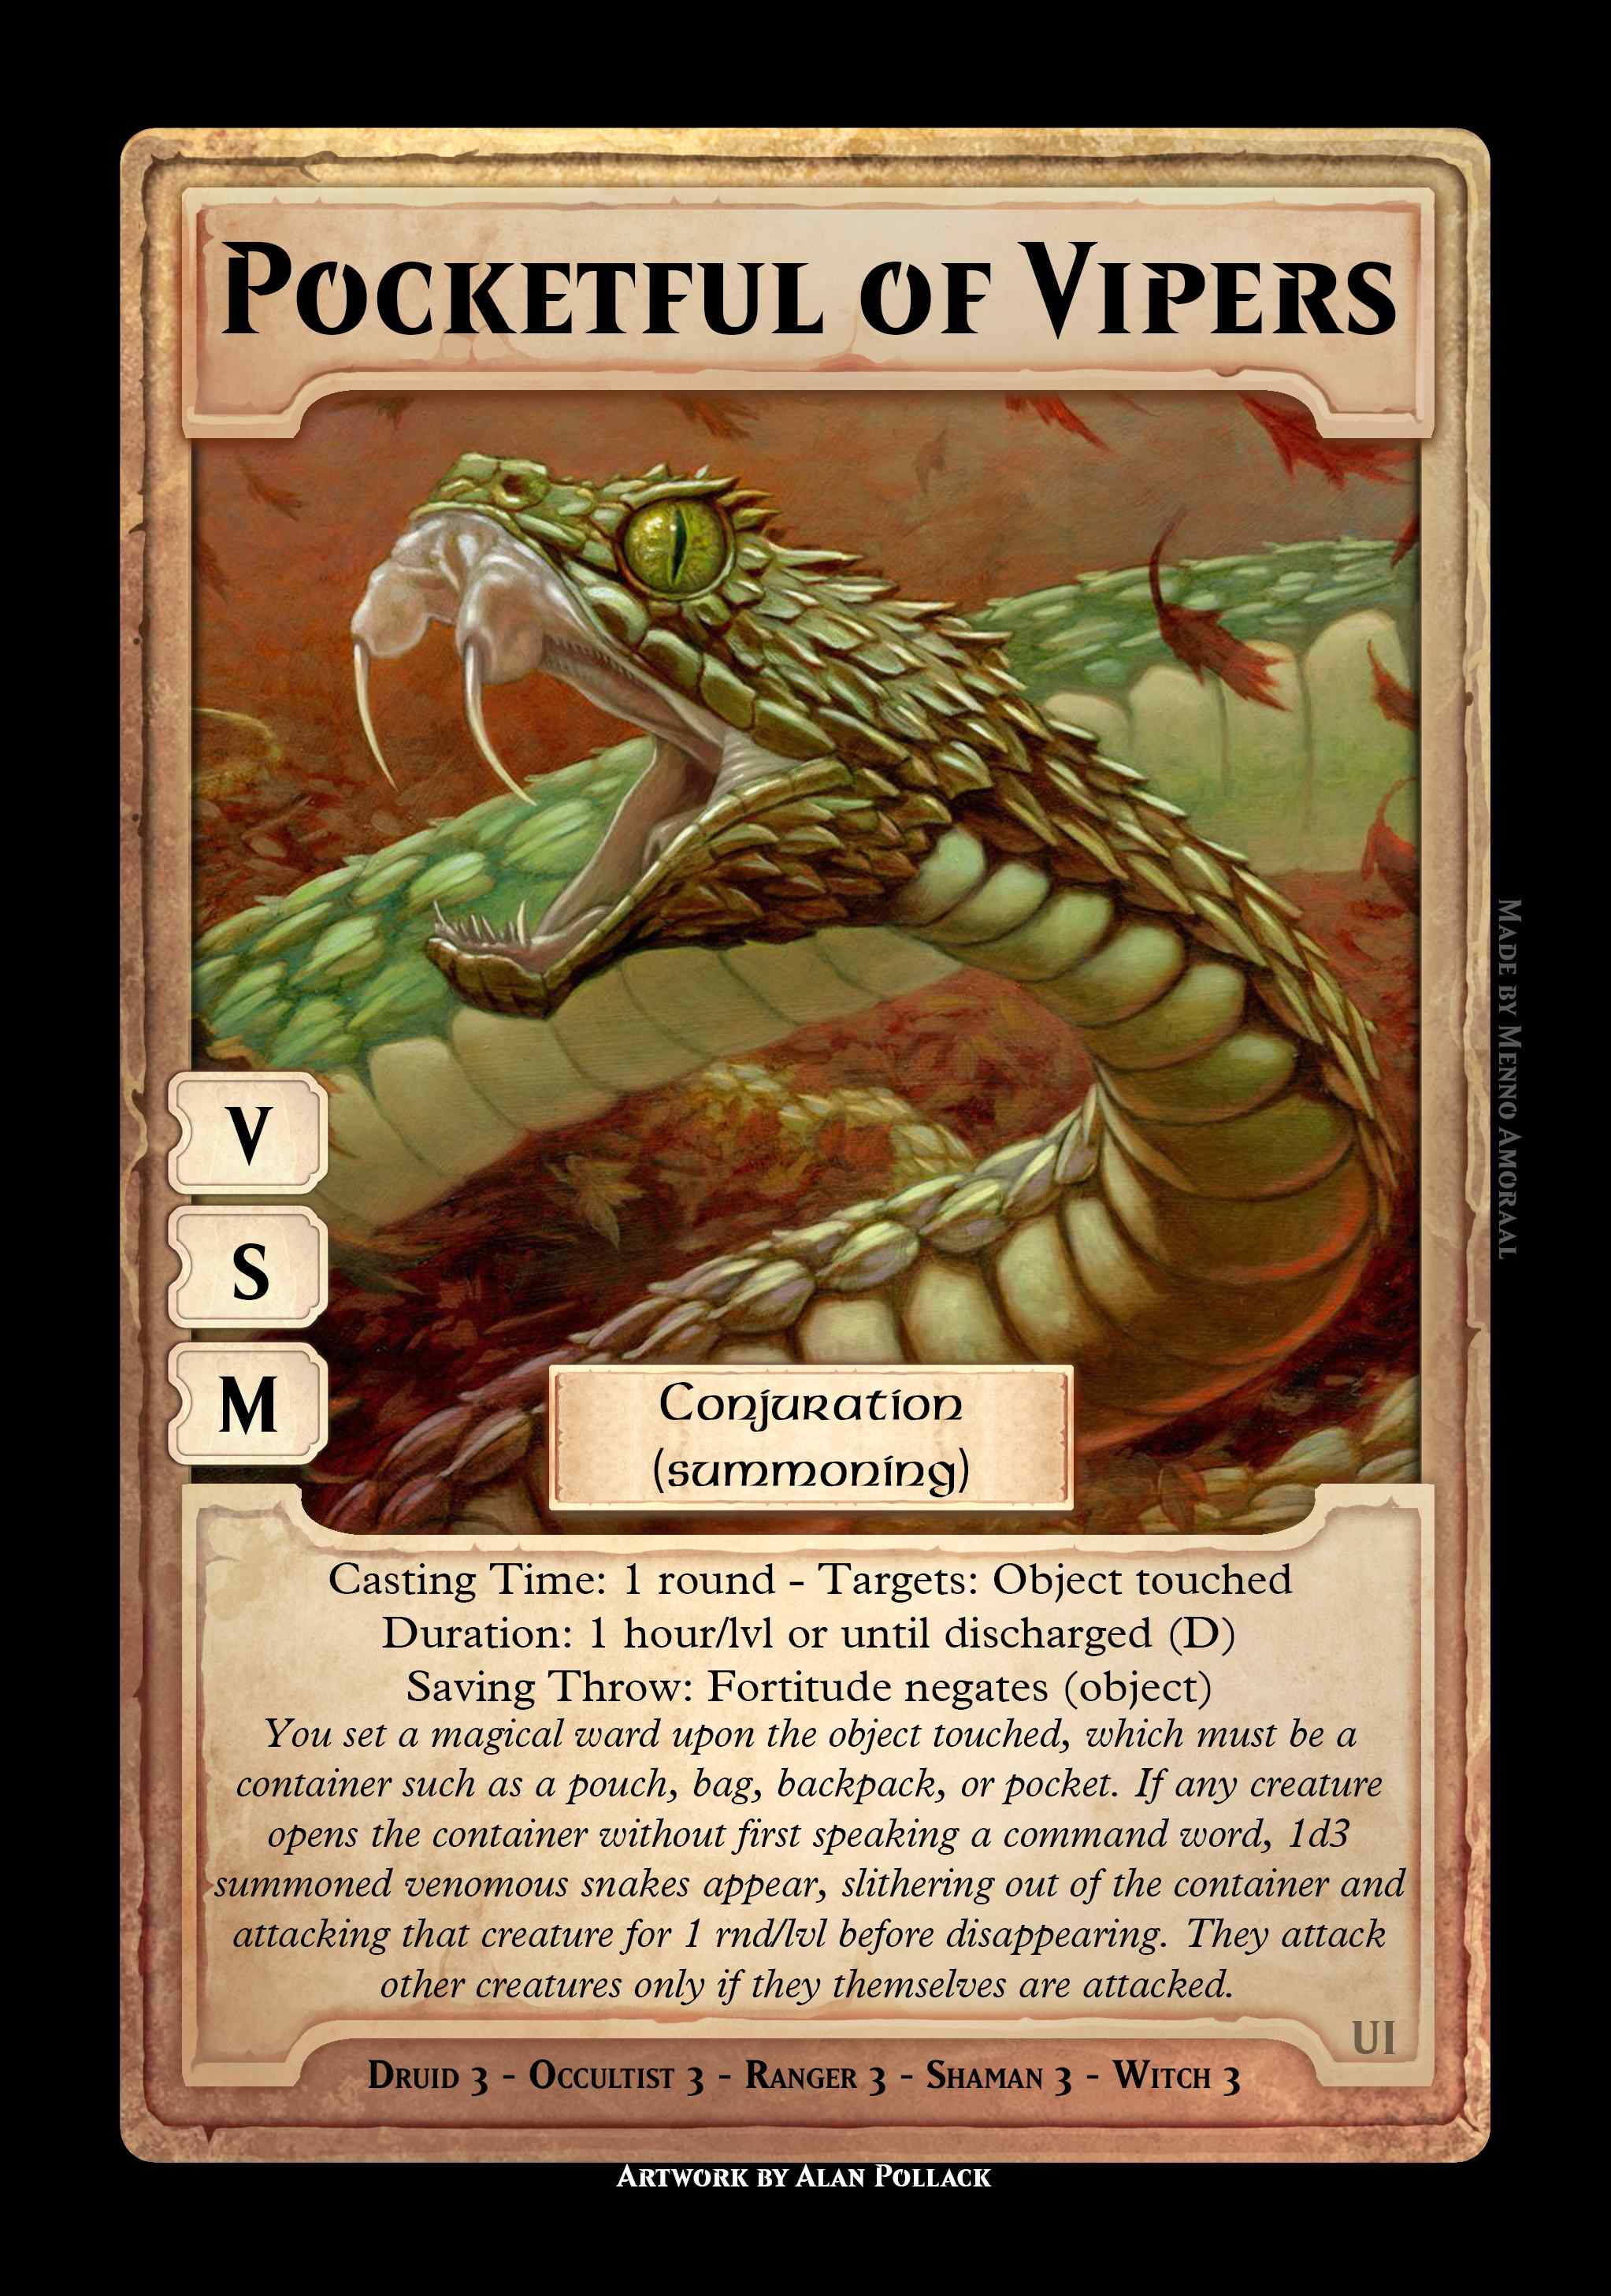 Pocketful of Vipers
V
S
M
Conjuration
(summoning)
Casting Time: 1 round - Targets: Object touched
Duration: 1 hour/lvl or until discharged (D)
Saving Throw: Fortitude negates (object)
You set a magical ward upon the object touched, which must be a
container such as a pouch, bag, backpack, or pocket. If any creature
opens the container without first speaking a command word, 1d3
summoned venomous snakes appear, slithering out of the container and
attacking that creature for 1 rnd/lvl before disappearing. They attack
other creatures only if they themselves are attacked.
UI
Druid 3 - Occultist 3 - Ranger 3 - Shaman 3 - Witch 3
Artwork by Alan Pollack
Made by Menno Amoraal